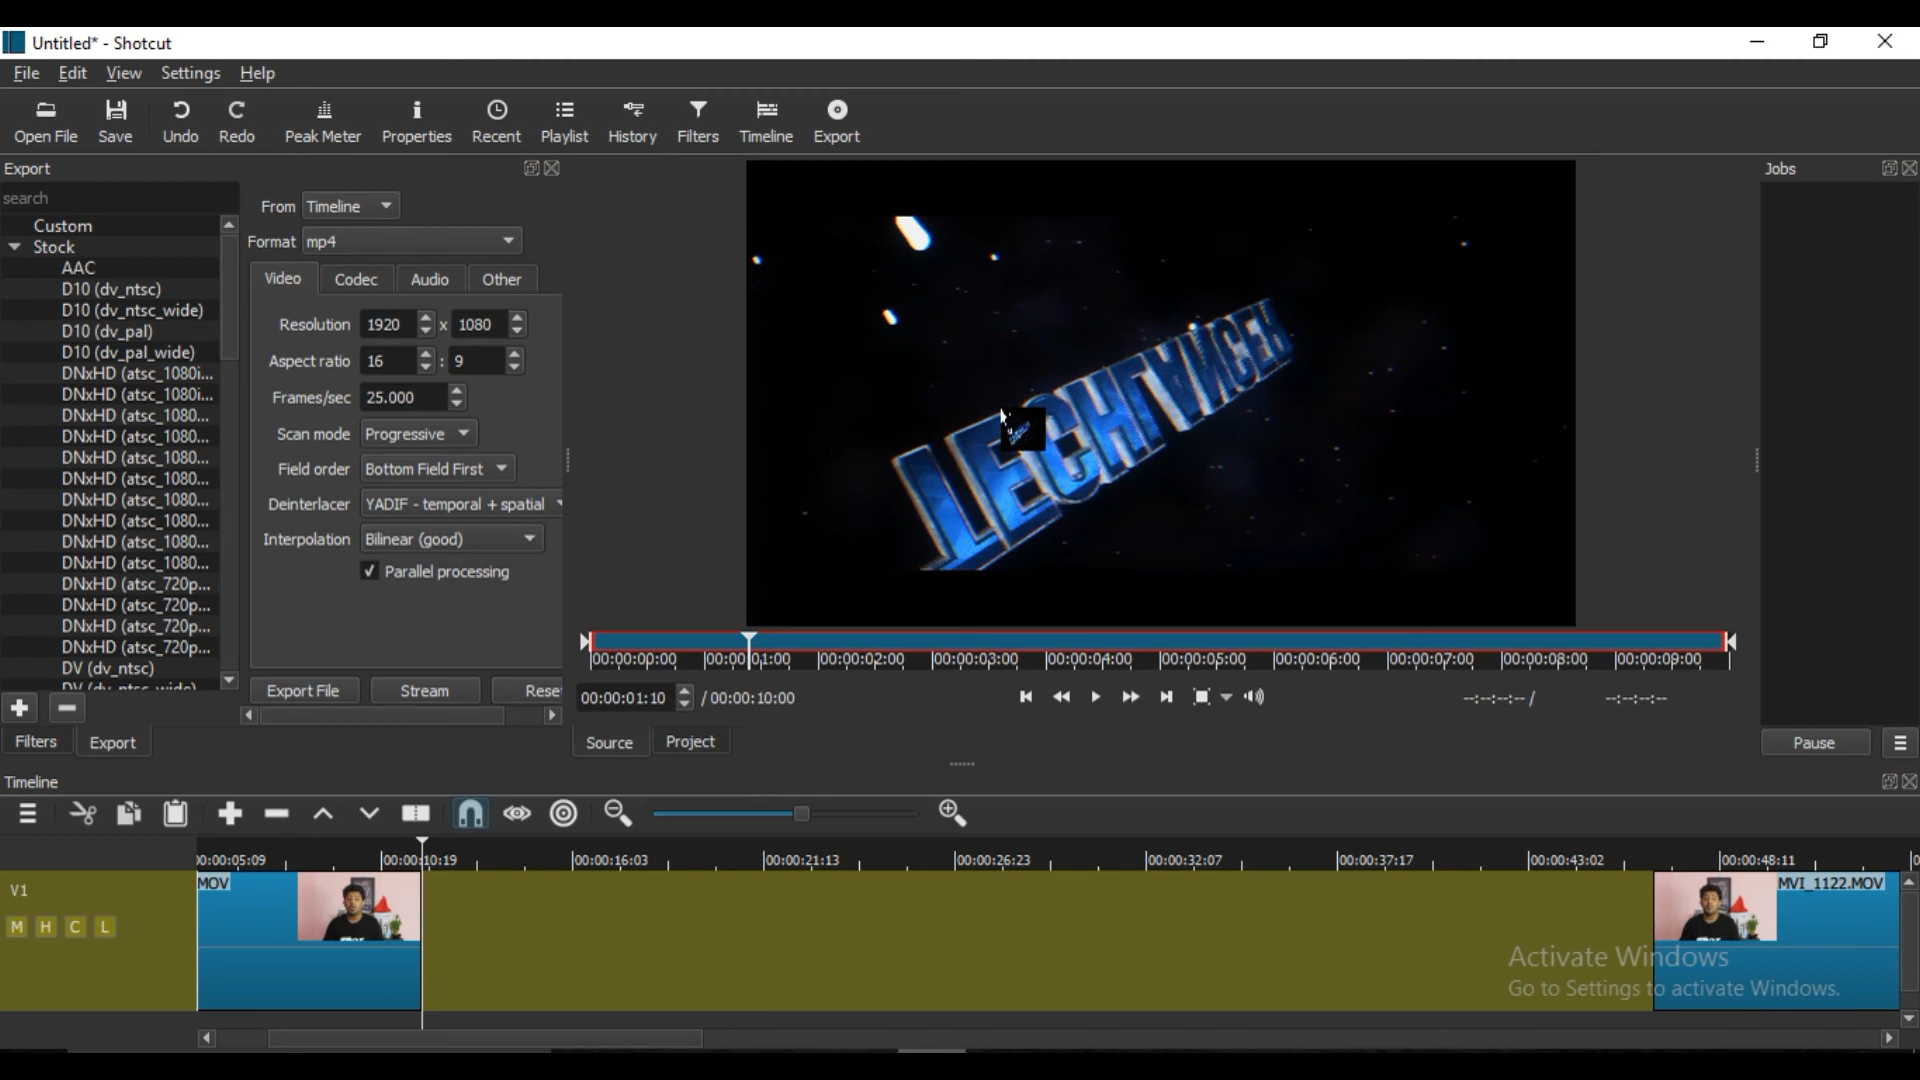 Untitled* - Shotcut
File Edit View Settings Help
Open File Save Undo Redo Peak Meter Properties Recent Playlist History Filters Timeline Export
Export
search
Custom
Stock
AAC
D10 (dv_ntsc)
D10 (dv_ntsc_wide)
D10 (dv_pal)
D10 (dv_pal_wide)
DNxHD (atsc_1080i...
DNxHD (atsc_1080i...
DNxHD (atsc_1080...
DNxHD (atsc_1080...
DNxHD (atsc_1080...
DNxHD (atsc_1080...
DNxHD (atsc_1080...
DNxHD (atsc_1080...
DNxHD (atsc_1080...
DNxHD (atsc_1080...
DNxHD (atsc_720p...
DNxHD (atsc_720p...
DNxHD (atsc_720p...
DNxHD (atsc_720p...
DV (dv_ntsc)
DV (dv_ntsc_wide)
From Timeline
Format mp4
Video Codec Audio Other
Resolution 1920 x 1080
Aspect ratio 16 : 9
Frames/sec 25.000
Scan mode Progressive
Field order Bottom Field First
Deinterlacer YADIF - temporal + spatial
Interpolation Bilinear (good)
✓ Parallel processing
Export File Stream Rese
Filters Export
00:00:00:00 00:00:01:00 00:00:02:00 00:00:03:00 00:00:04:00 00:00:05:00 00:00:06:00 00:00:07:00 00:00:08:00 00:00:09:00
00:00:01:10 / 00:00:10:00
--:--:--:-- / --:--:--:--
Source Project
Jobs
Pause
Timeline
00:00:05:09 00:00:10:19 00:00:16:03 00:00:21:13 00:00:26:23 00:00:32:07 00:00:37:17 00:00:43:02 00:00:48:11
V1
M H C L
MOV
MVI_1122.MOV
Activate Windows
Go to Settings to activate Windows.